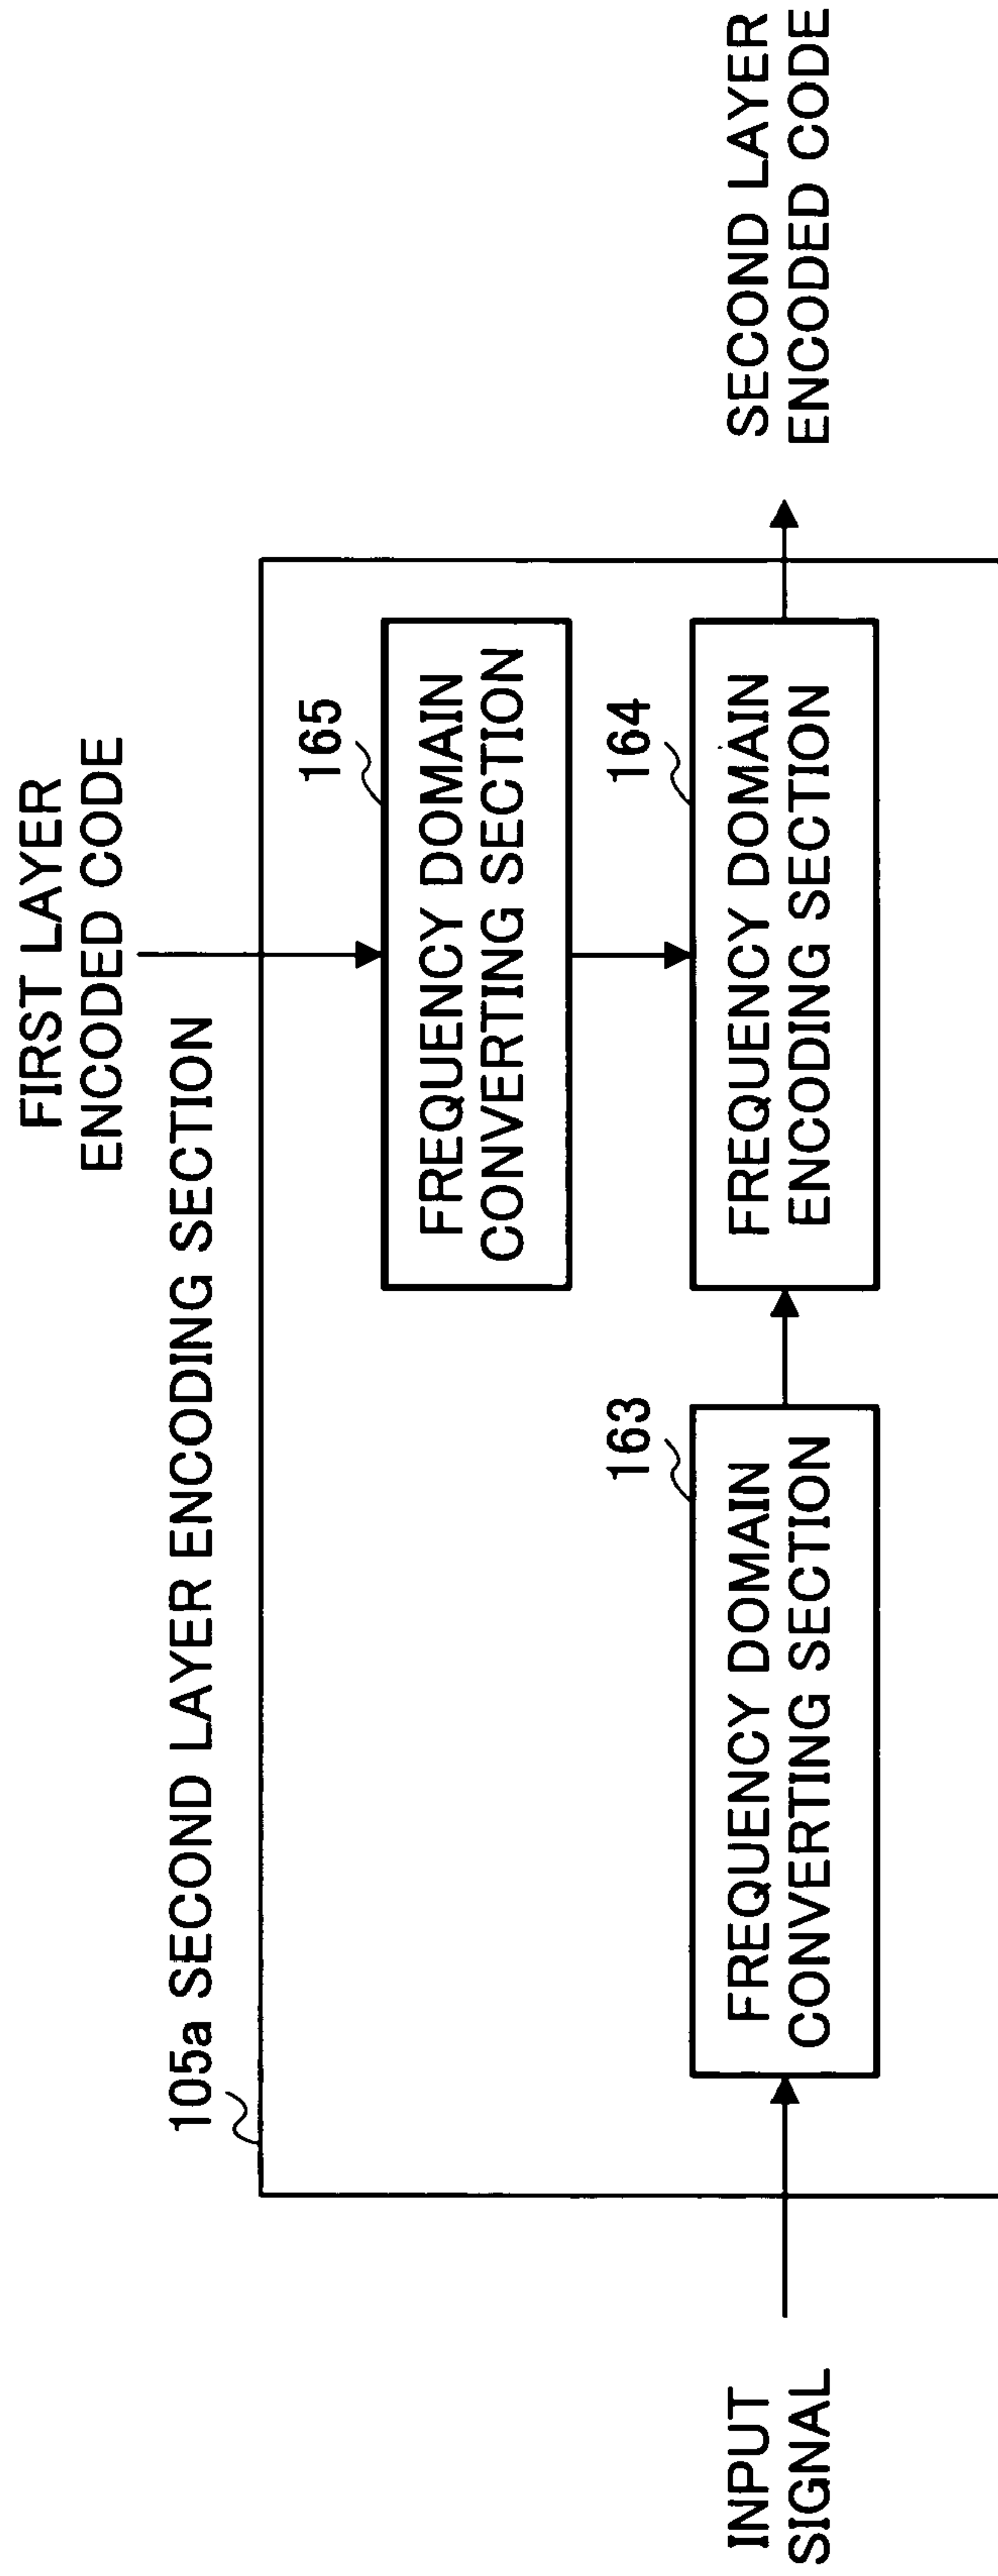 FIRST LAYER
ENCODED CODE
105a SECOND LAYER ENCODING SECTION
165
FREQUENCY DOMAIN
CONVERTING SECTION
163
FREQUENCY DOMAIN
CONVERTING SECTION
164
FREQUENCY DOMAIN
ENCODING SECTION
INPUT
SIGNAL
SECOND LAYER
ENCODED CODE